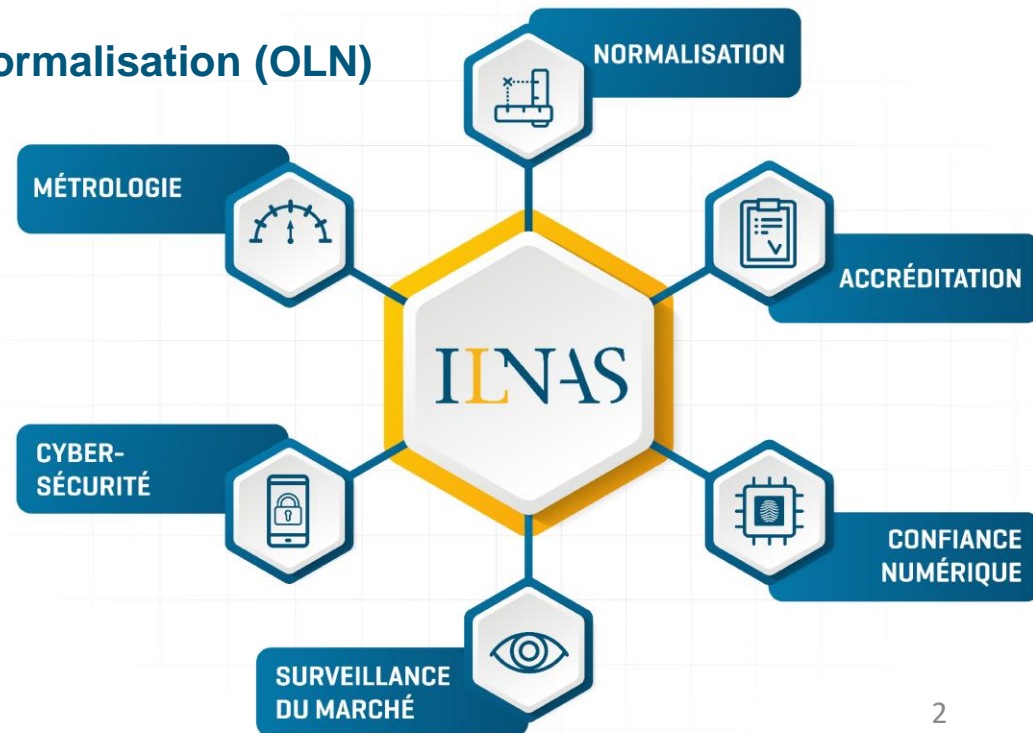 ormalisation (OLN)
NORMALISATION
MÉTROLOGIE
ACCRÉDITATION
ILNAS
CYBER-
SÉCURITÉ
CONFIANCE
NUMÉRIQUE
SURVEILLANCE
DU MARCHÉ
2